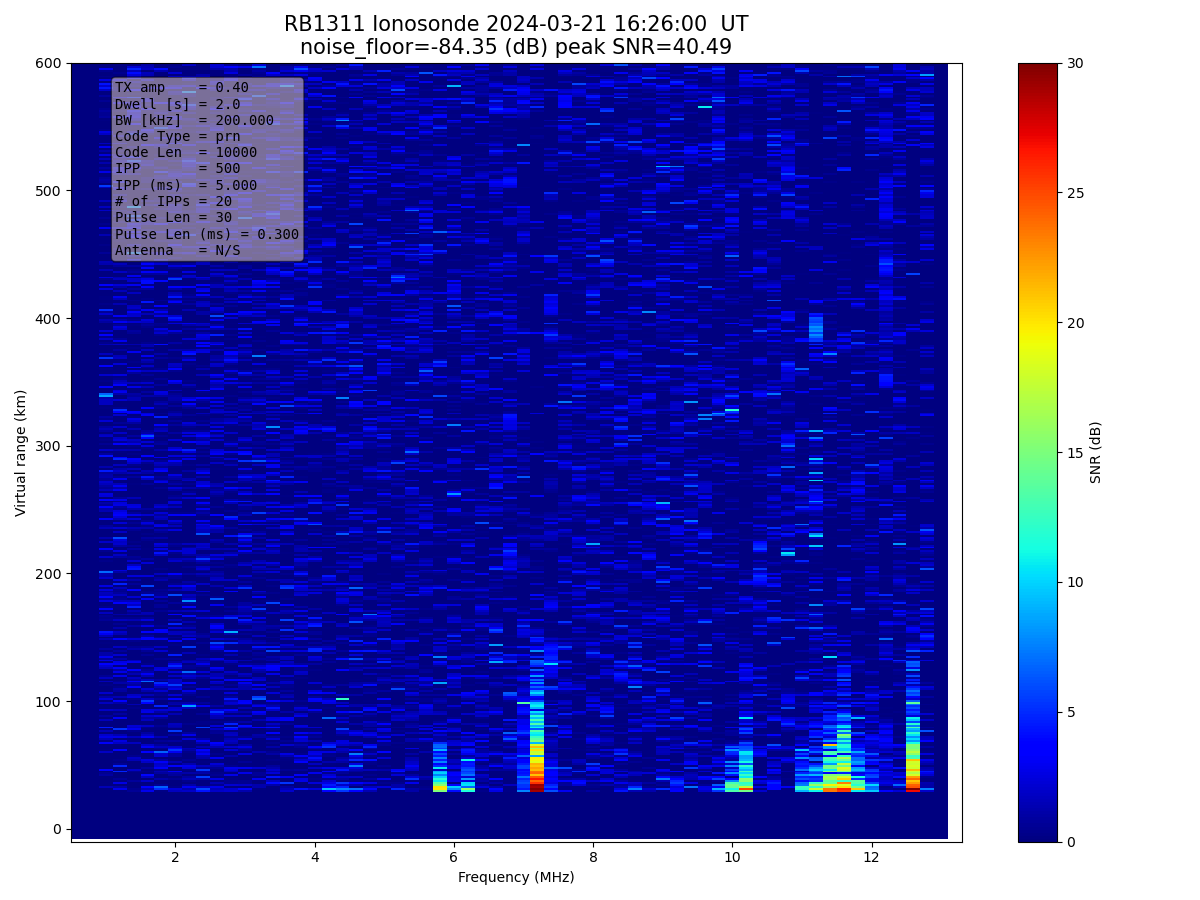 RB1311 Ionosonde 2024-03-21 16:26:00  UT
noise_floor=-84.35 (dB) peak SNR=40.49
TX amp    = 0.40
Dwell [s] = 2.0
BW [kHz]  = 200.000
Code Type = prn
Code Len  = 10000
IPP       = 500
IPP (ms)  = 5.000
# of IPPs = 20
Pulse Len = 30
Pulse Len (ms) = 0.300
Antenna   = N/S
Virtual range (km)
600
500
400
300
200
100
0
2 4 6 8 10 12
Frequency (MHz)
30
25
20
15
10
5
0
SNR (dB)